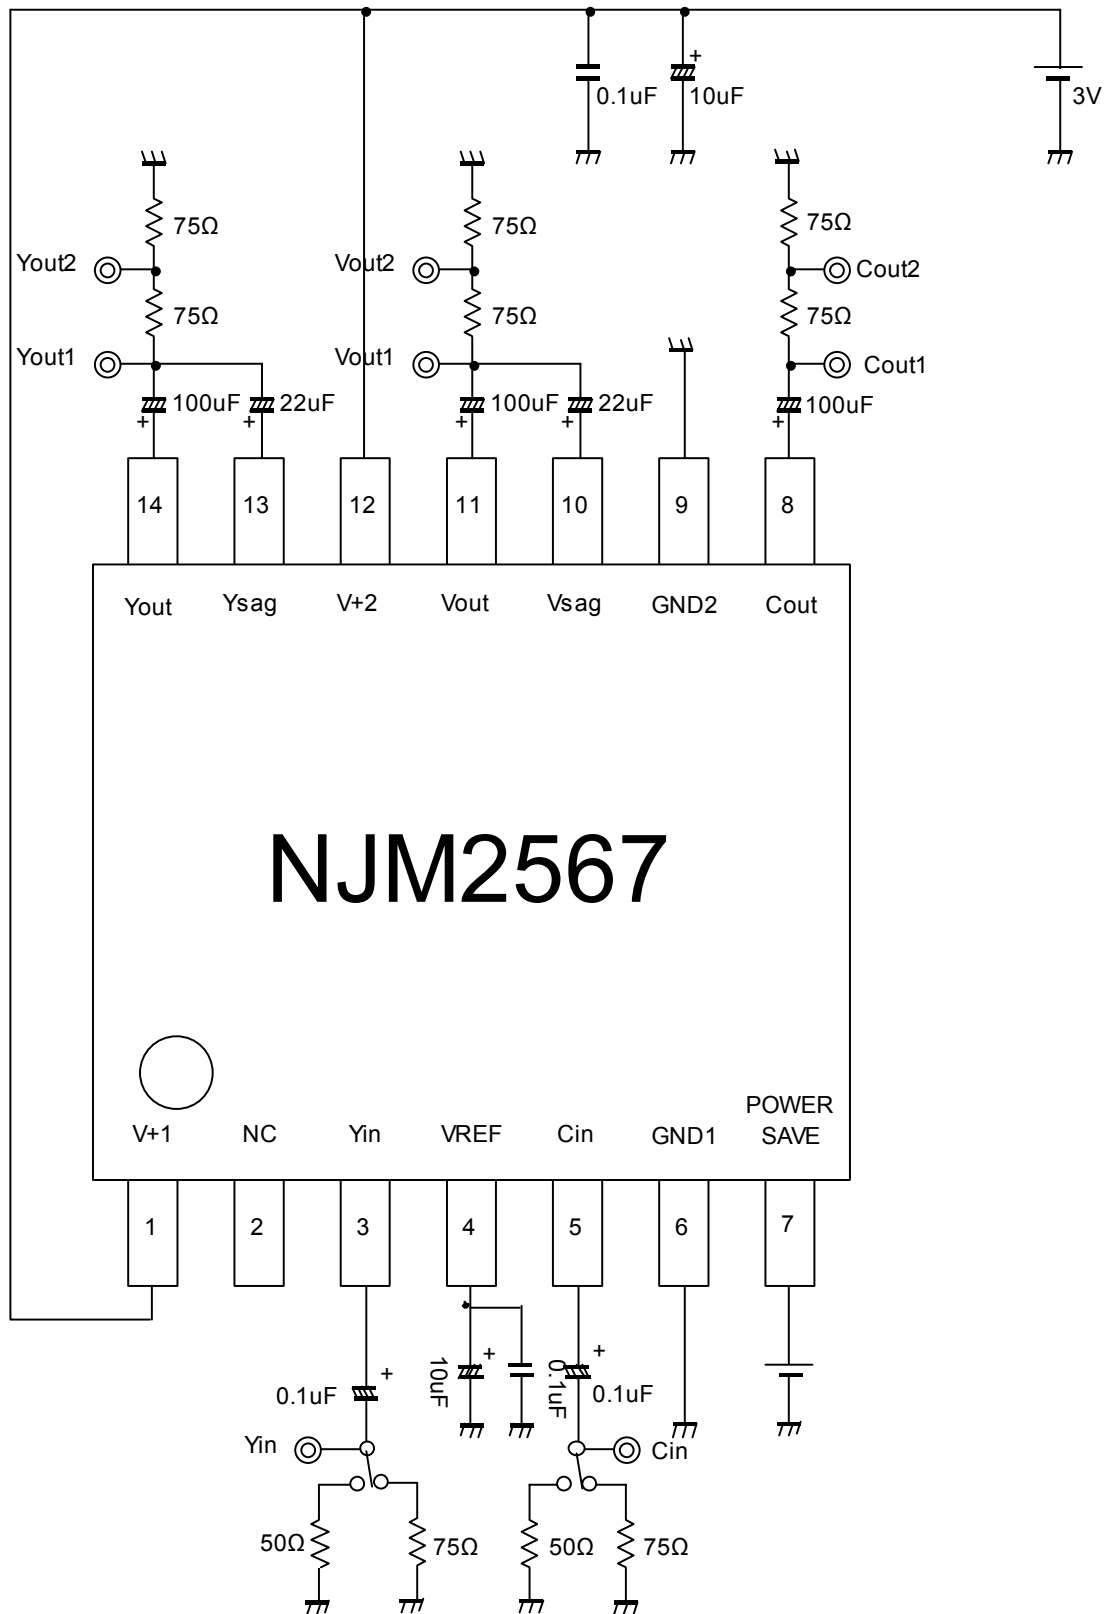 +
0.1uF
10uF
3V
75Ω
75Ω
75Ω
Yout2
Vout2
Cout2
75Ω
75Ω
75Ω
Yout1
Vout1
Cout1
100uF
22uF
100uF
22uF
100uF
+
+
+
+
+
14
13
12
11
10
9
8
Yout
Ysag
V+2
Vout
Vsag
GND2
Cout
NJM2567
POWER
SAVE
V+1
NC
Yin
VREF
Cin
GND1
1
2
3
4
5
6
7
+
0.1uF
10uF
+
0.1uF
+
0.1uF
Yin
Cin
50Ω
75Ω
50Ω
75Ω